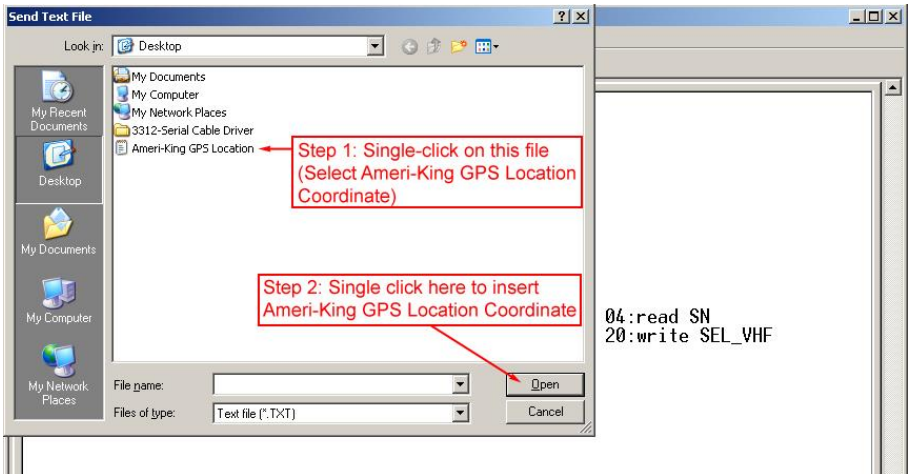 Send Text File
Look in:
Desktop
My Recent
Documents
Desktop
My Documents
My Computer
My Network
Places
My Documents
My Computer
My Network Places
3312-Serial Cable Driver
Ameri-King GPS Location
Step 1: Single-click on this file
(Select Ameri-King GPS Location
Coordinate)
Step 2: Single click here to insert
Ameri-King GPS Location Coordinate
File name:
Open
Files of type:
Text file (*.TXT)
Cancel
04:read SN
20:write SEL_VHF